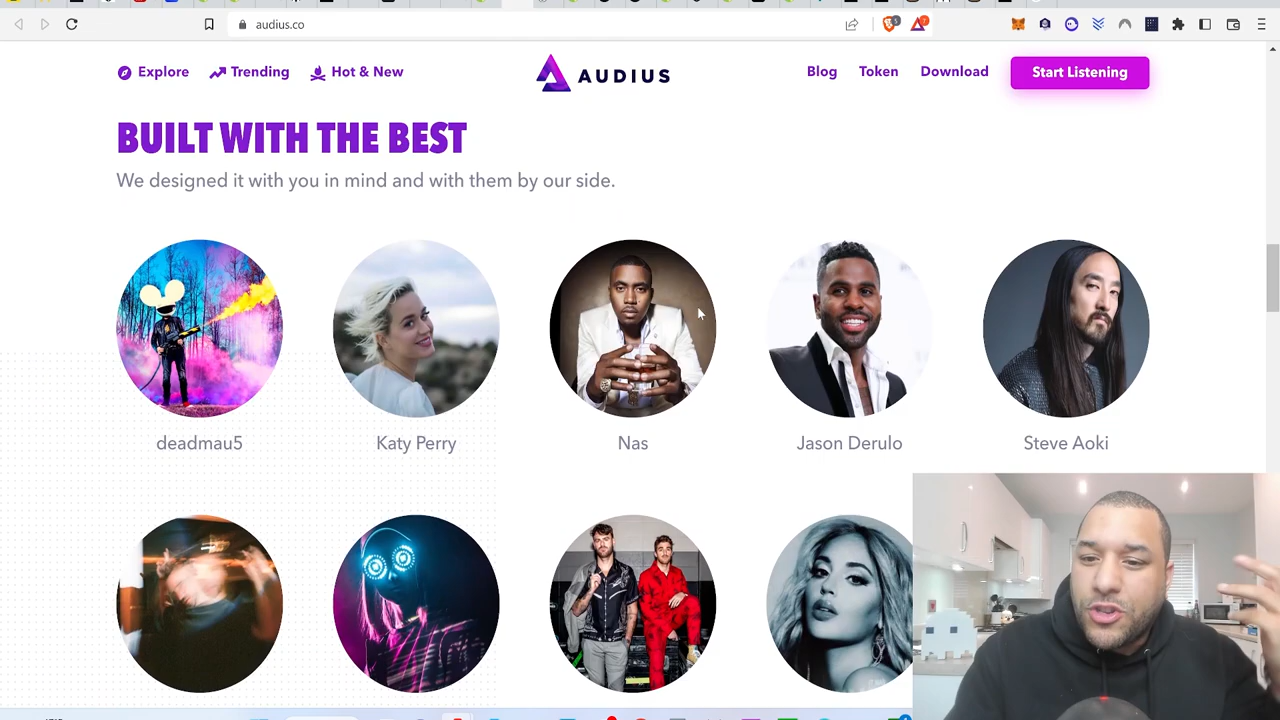 audius.co
Explore Trending Hot & New AUDIUS Blog Token Download Start Listening
BUILT WITH THE BEST
We designed it with you in mind and with them by our side.
deadmau5 Katy Perry Nas Jason Derulo Steve Aoki